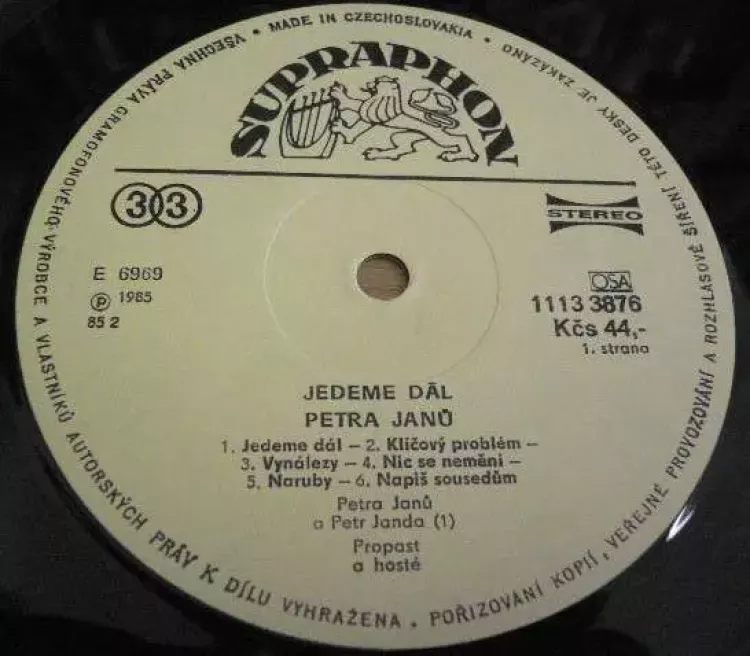 VŠECHNA PRÁVA GRAMOFONOVÉHO VÝROBCE A VLASTNÍKŮ AUTORSKÝCH PRÁV K DÍLU VYHRAŽENA. POŘIZOVÁNÍ KOPIÍ, VEŘEJNÉ PROVOZOVÁNÍ A ROZHLASOVÉ ŠÍŘENÍ TÉTO DESKY JE ZAKÁZÁNO • MADE IN CZECHOSLOVAKIA •
SUPRAPHON
33
STEREO
E 6969
℗ 1985
85 2
OSA
1113 3876
Kčs 44,-
1. strana
JEDEME DÁL
PETRA JANŮ
1. Jedeme dál – 2. Klíčový problém –
3. Vynálezy – 4. Nic se nemění –
5. Naruby – 6. Napiš sousedům
Petra Janů
a Petr Janda (1)
Propast
a hosté